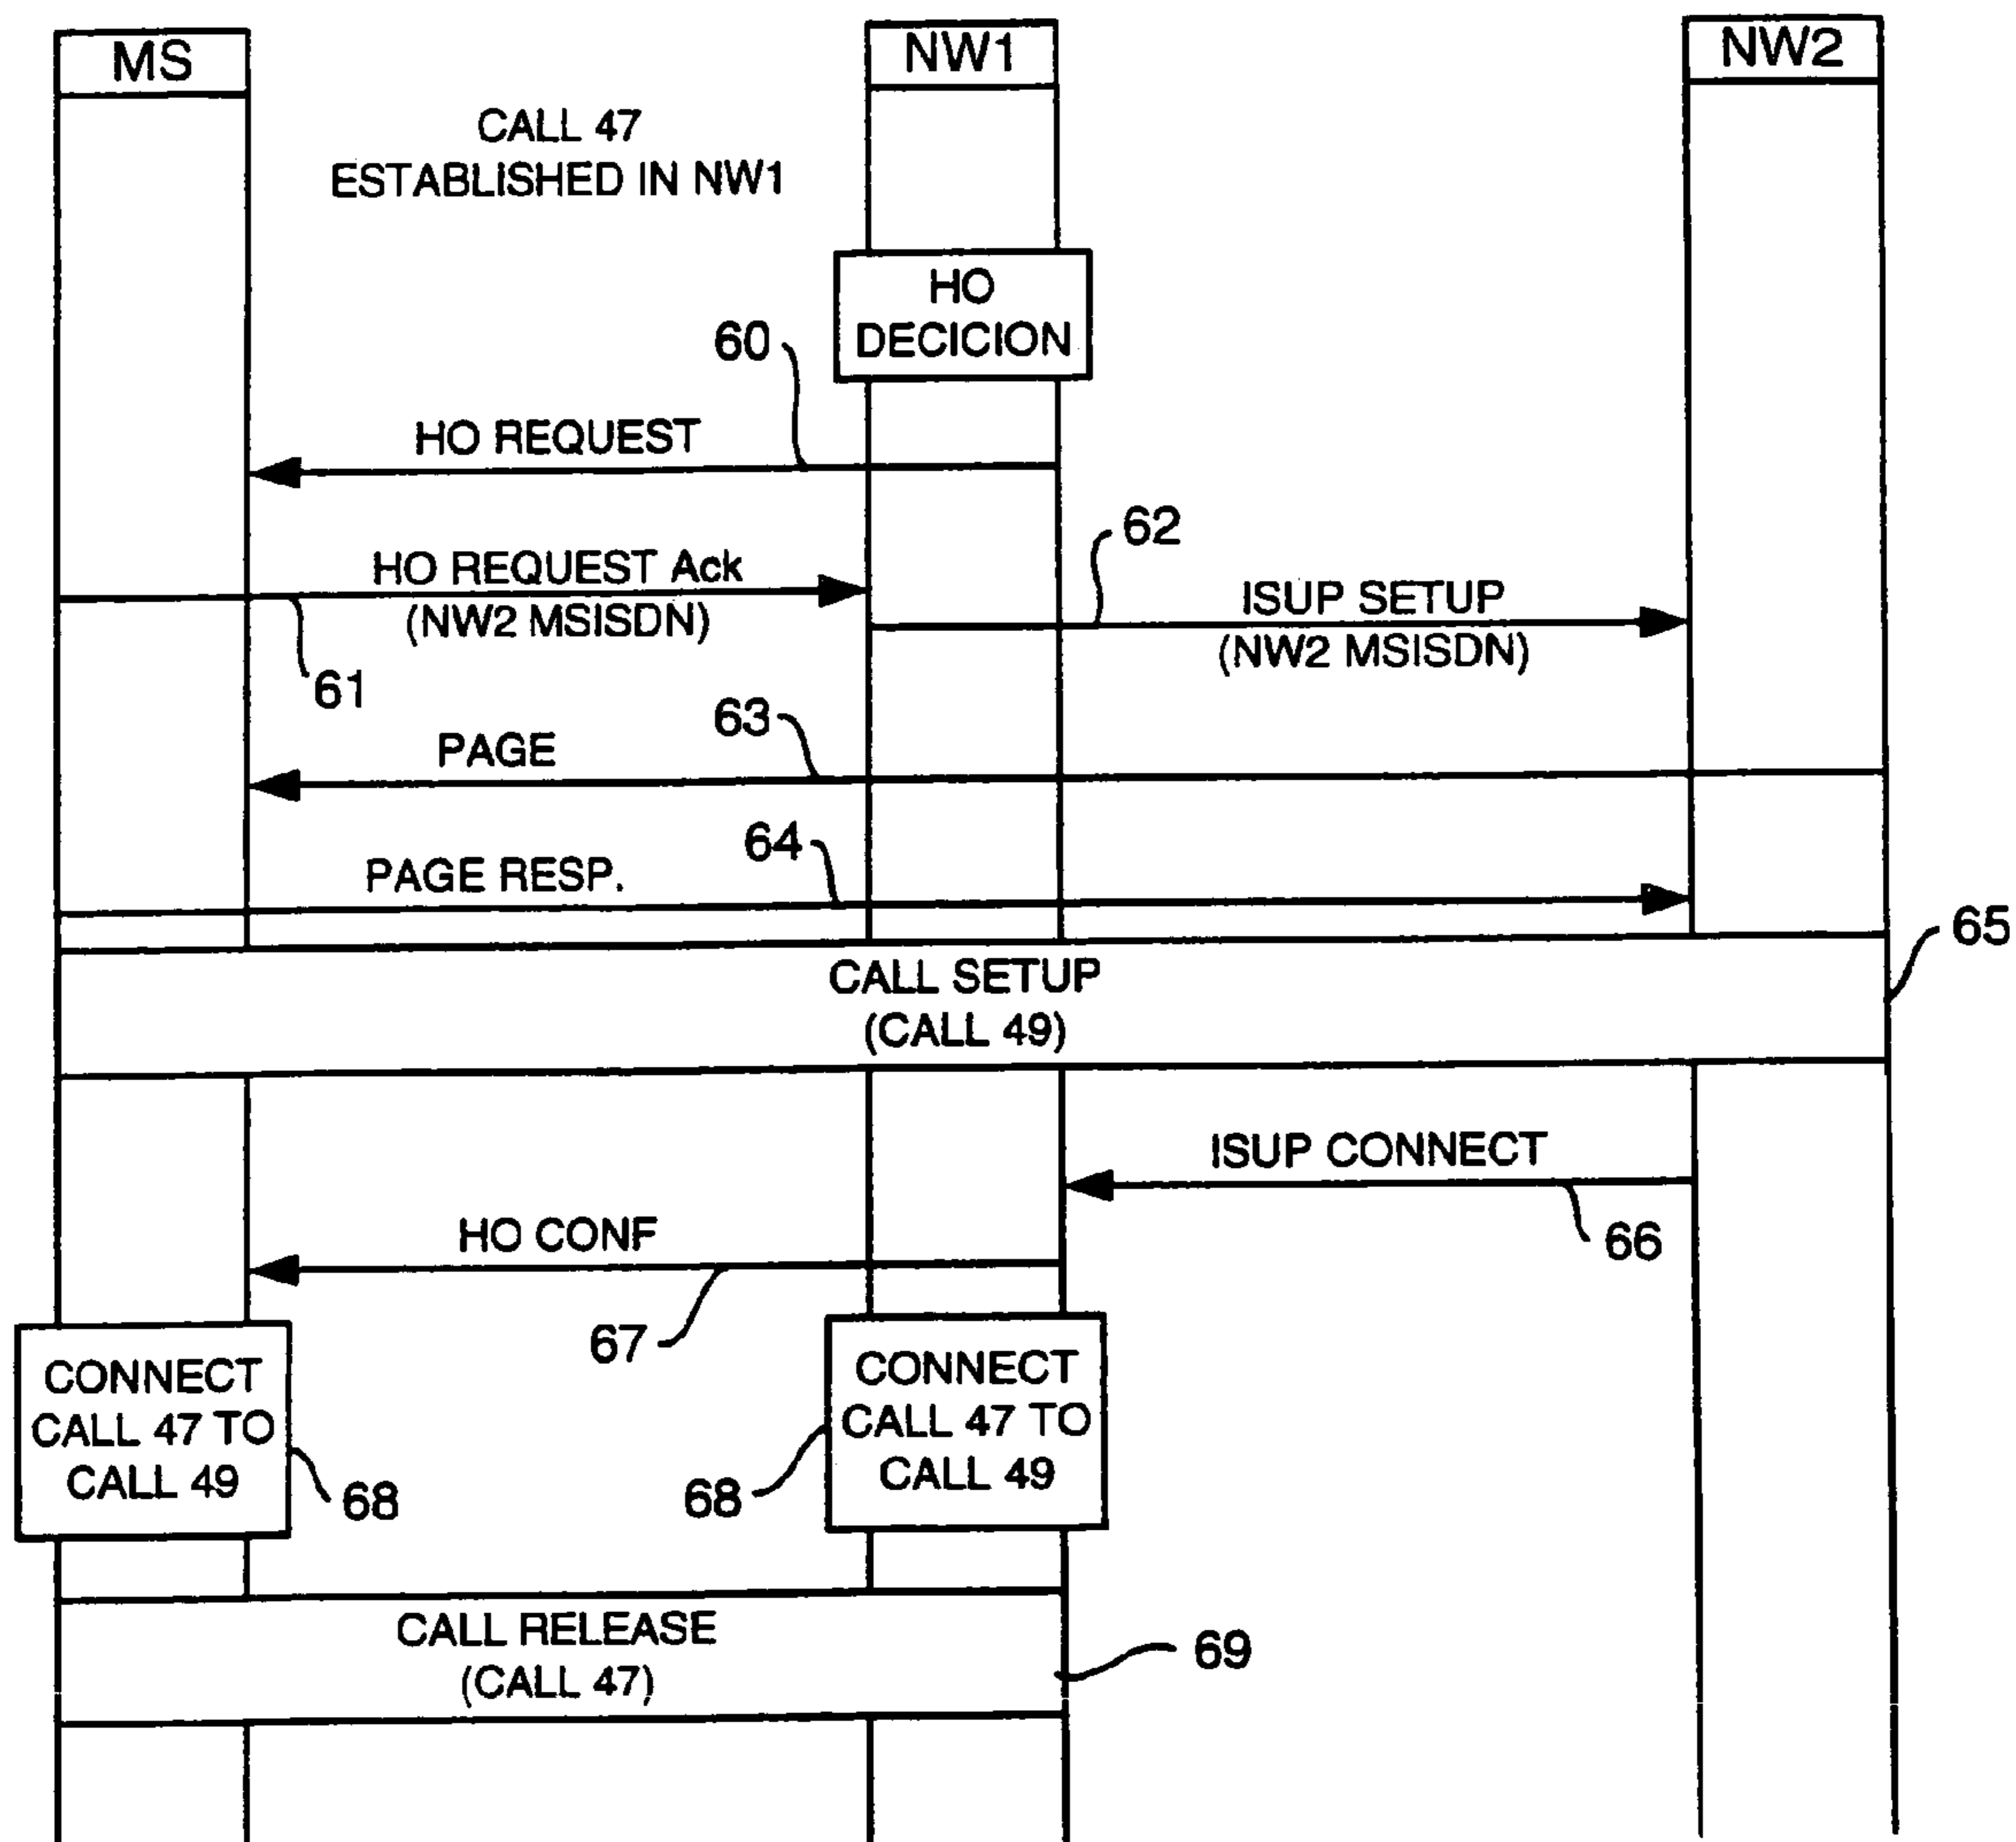 MS
NW1
NW2
CALL 47
ESTABLISHED IN NW1
HO
DECICION
60
HO REQUEST
62
HO REQUEST Ack
(NW2 MSISDN)
ISUP SETUP
(NW2 MSISDN)
61
63
PAGE
64
PAGE RESP.
65
CALL SETUP
(CALL 49)
ISUP CONNECT
66
HO CONF
67
CONNECT
CALL 47 TO
CALL 49
68
CONNECT
CALL 47 TO
CALL 49
68
CALL RELEASE
(CALL 47)
69